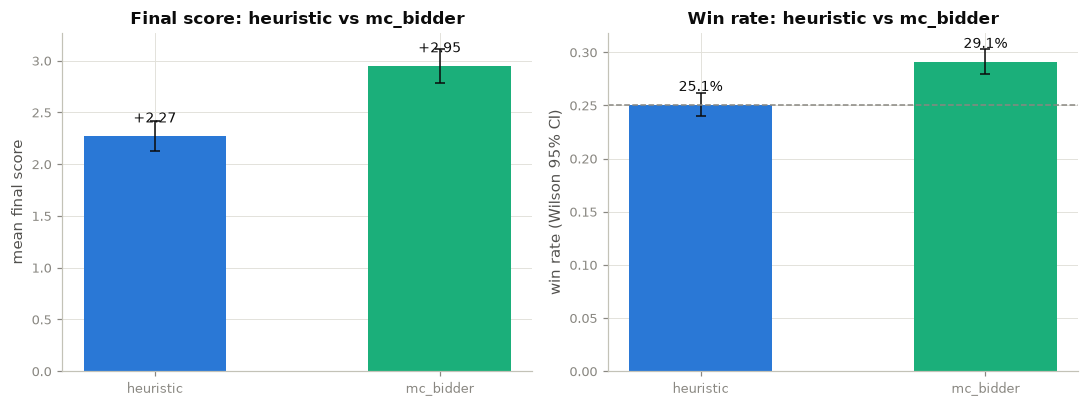 Final score: heuristic vs mc_bidder
mean final score
3.0
2.5
2.0
1.5
1.0
0.5
0.0
+2.27
+2.95
heuristic
mc_bidder
Win rate: heuristic vs mc_bidder
win rate (Wilson 95% CI)
0.30
0.25
0.20
0.15
0.10
0.05
0.00
25.1%
29.1%
heuristic
mc_bidder